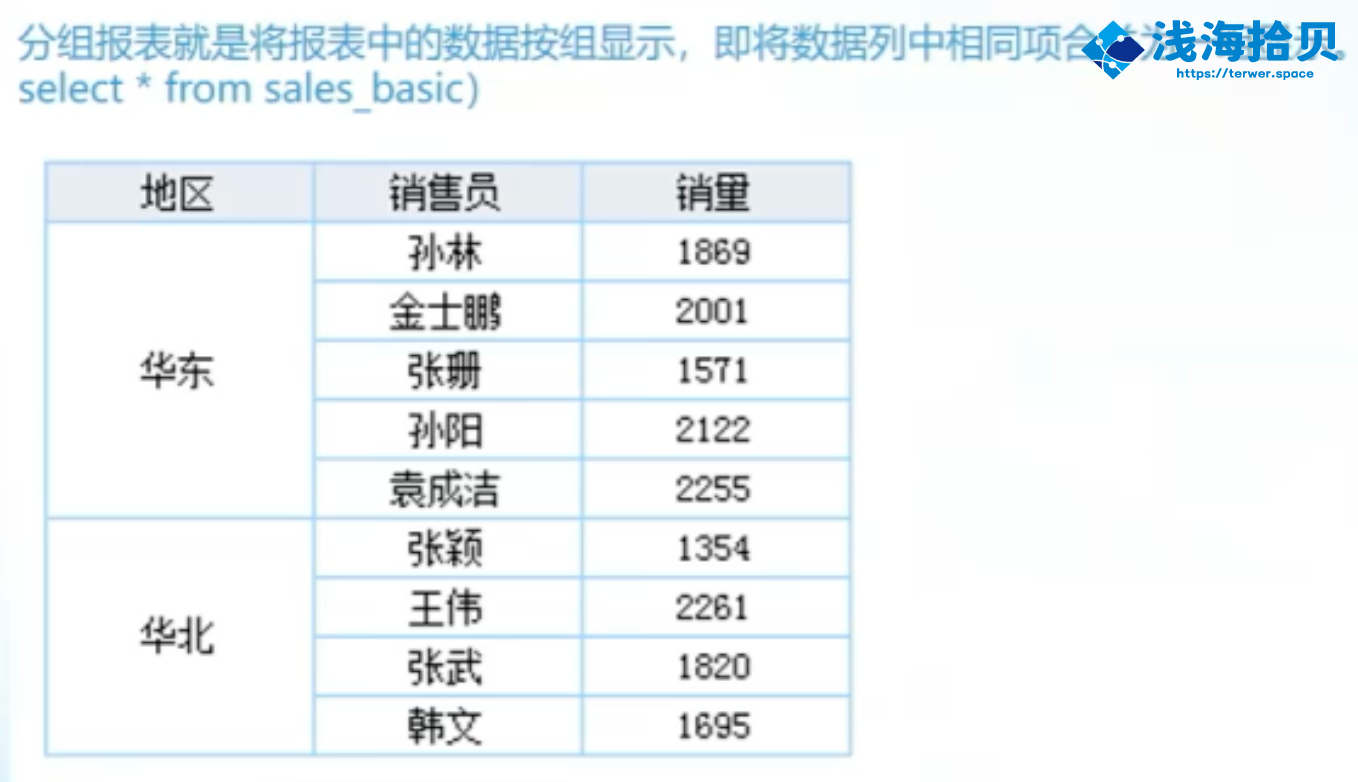 分组报表就是将报表中的数据按组显示，即将数据列中相同项合
浅海拾贝
https://terwer.space
select * from sales_basic）
地区 销售员 销量
华东 孙林 1869
金士鹏 2001
张珊 1571
孙阳 2122
袁成洁 2255
华北 张颖 1354
王伟 2261
张武 1820
韩文 1695